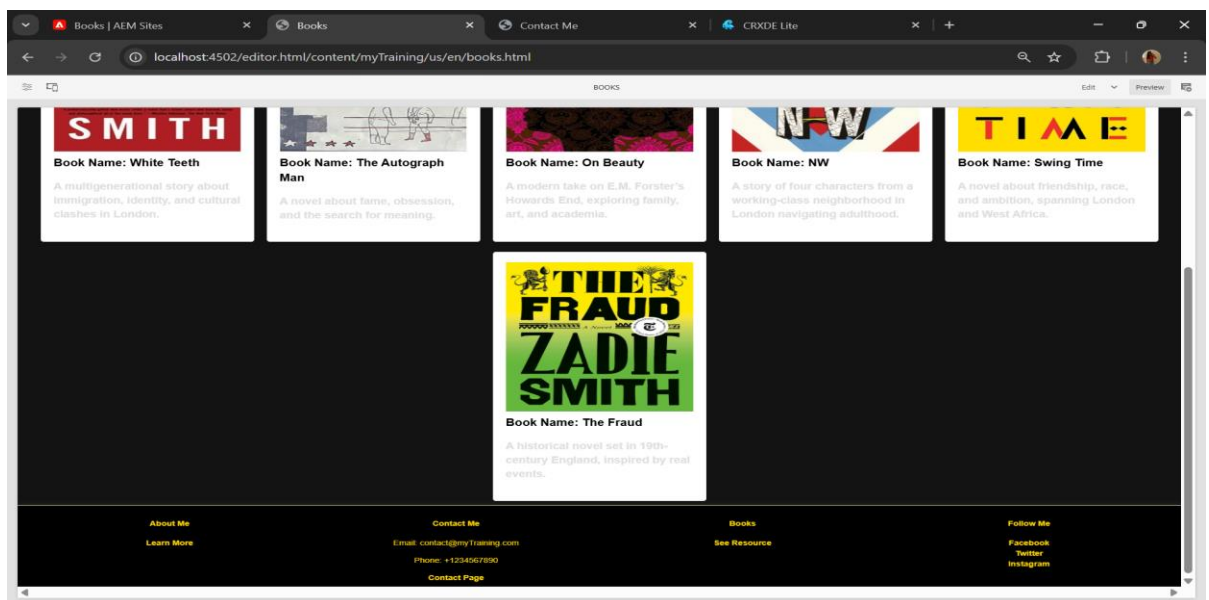 Books | AEM Sites
Books
Contact Me
CRXDE Lite
localhost:4502/editor.html/content/myTraining/us/en/books.html
BOOKS
Edit
Preview
SMITH
N-W
TIME
Book Name: White Teeth
A multigenerational story about
immigration, identity, and cultural
clashes in London.
Book Name: The Autograph
Man
A novel about fame, obsession,
and the search for meaning.
Book Name: On Beauty
A modern take on E.M. Forster's
Howards End, exploring family,
art, and academia.
Book Name: NW
A story of four characters from a
working-class neighborhood in
London navigating adulthood.
Book Name: Swing Time
A novel about friendship, race,
and ambition, spanning London
and West Africa.
THE
FRAUD
A Novel
ZADIE
SMITH
Book Name: The Fraud
A historical novel set in 19th-
century England, inspired by real
events.
About Me
Learn More
Contact Me
Email: contact@myTraining.com
Phone: +1234567890
Contact Page
Books
See Resource
Follow Me
Facebook
Twitter
Instagram